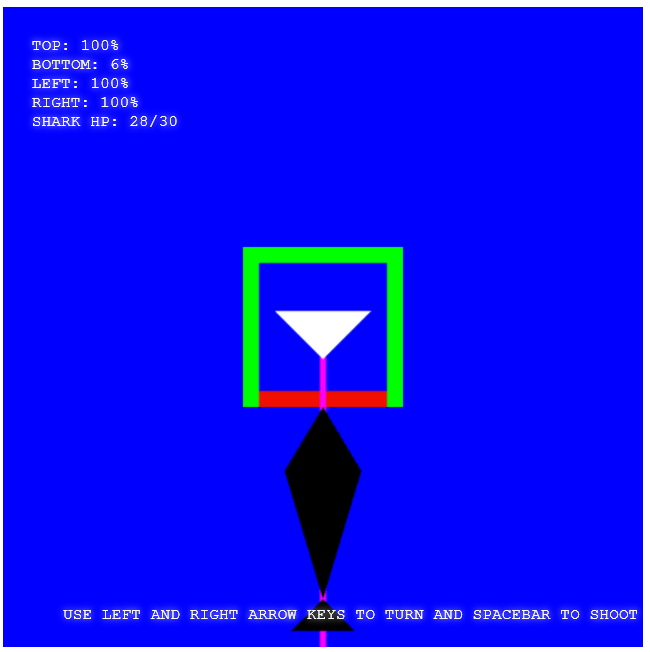 TOP: 100%
BOTTOM: 6%
LEFT: 100%
RIGHT: 100%
SHARK HP: 28/30
USE LEFT AND RIGHT ARROW KEYS TO TURN AND SPACEBAR TO SHOOT